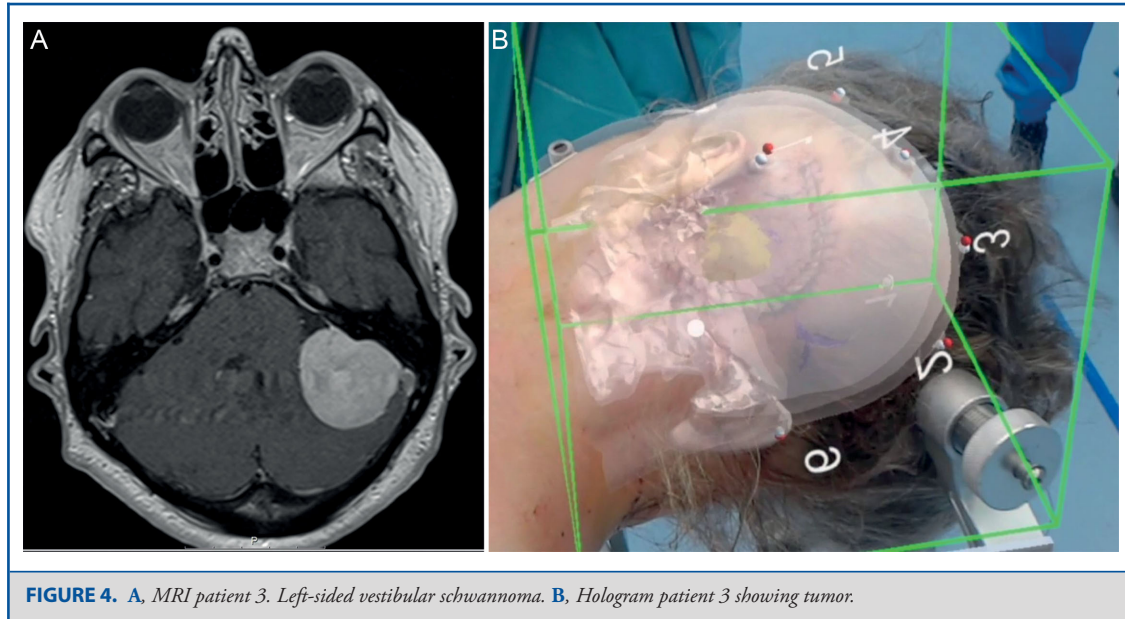 A
B
2
4
3
5
6
P
FIGURE 4. A, MRI patient 3. Left-sided vestibular schwannoma. B, Hologram patient 3 showing tumor.